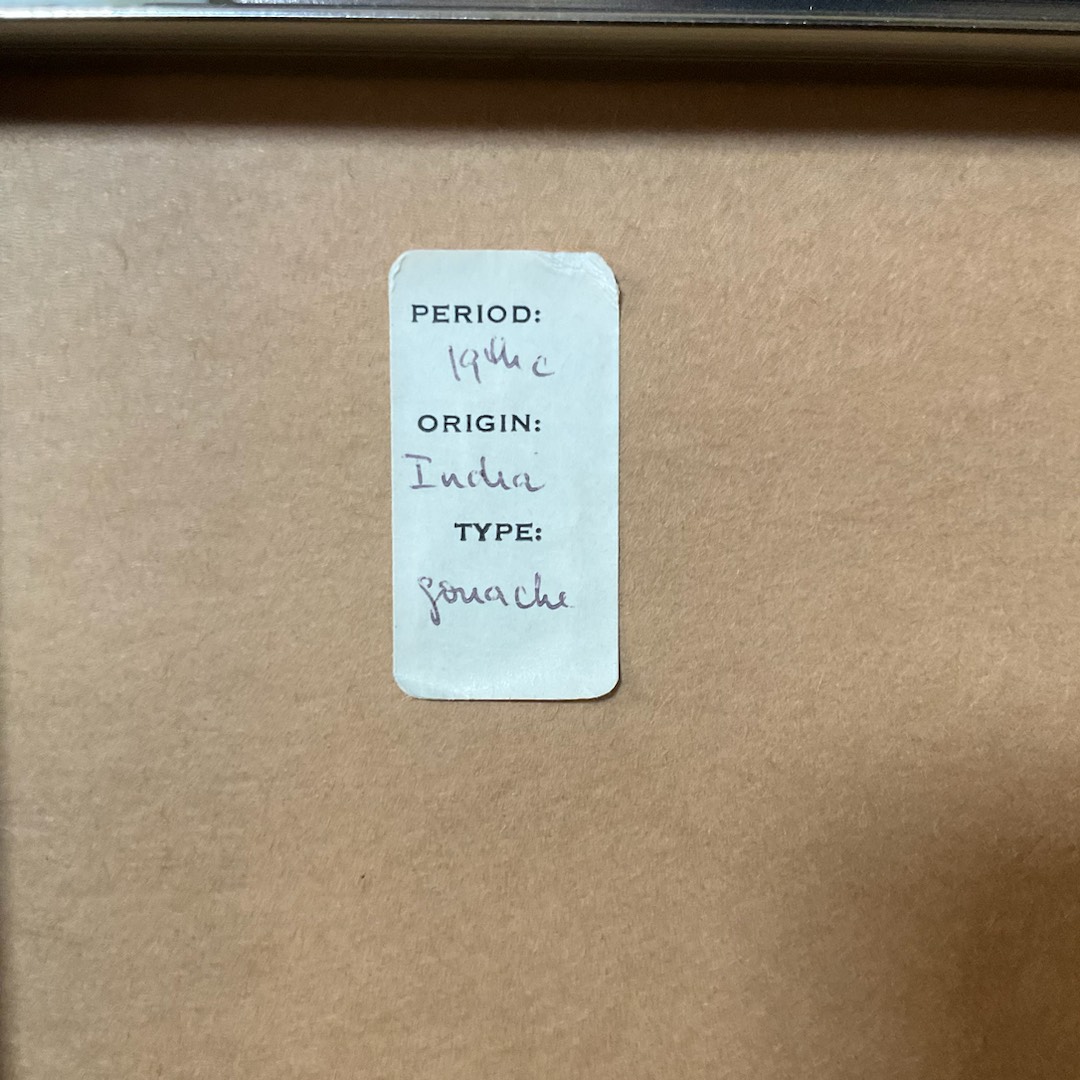 PERIOD:
19th c
ORIGIN:
India
TYPE:
gouache